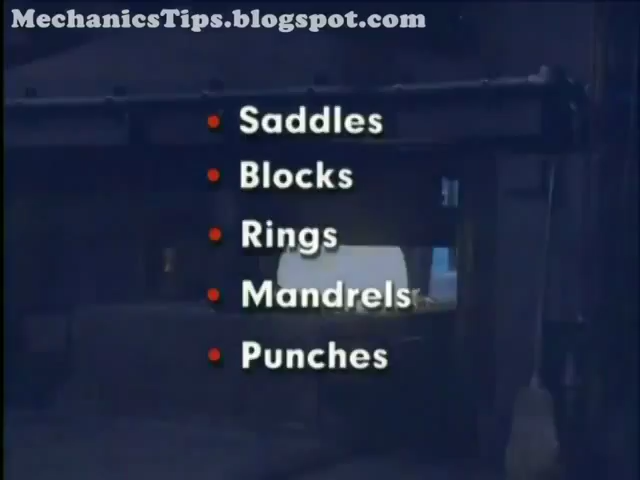 MechanicsTips.blogspot.com
Saddles
Blocks
Rings
Mandrels
Punches